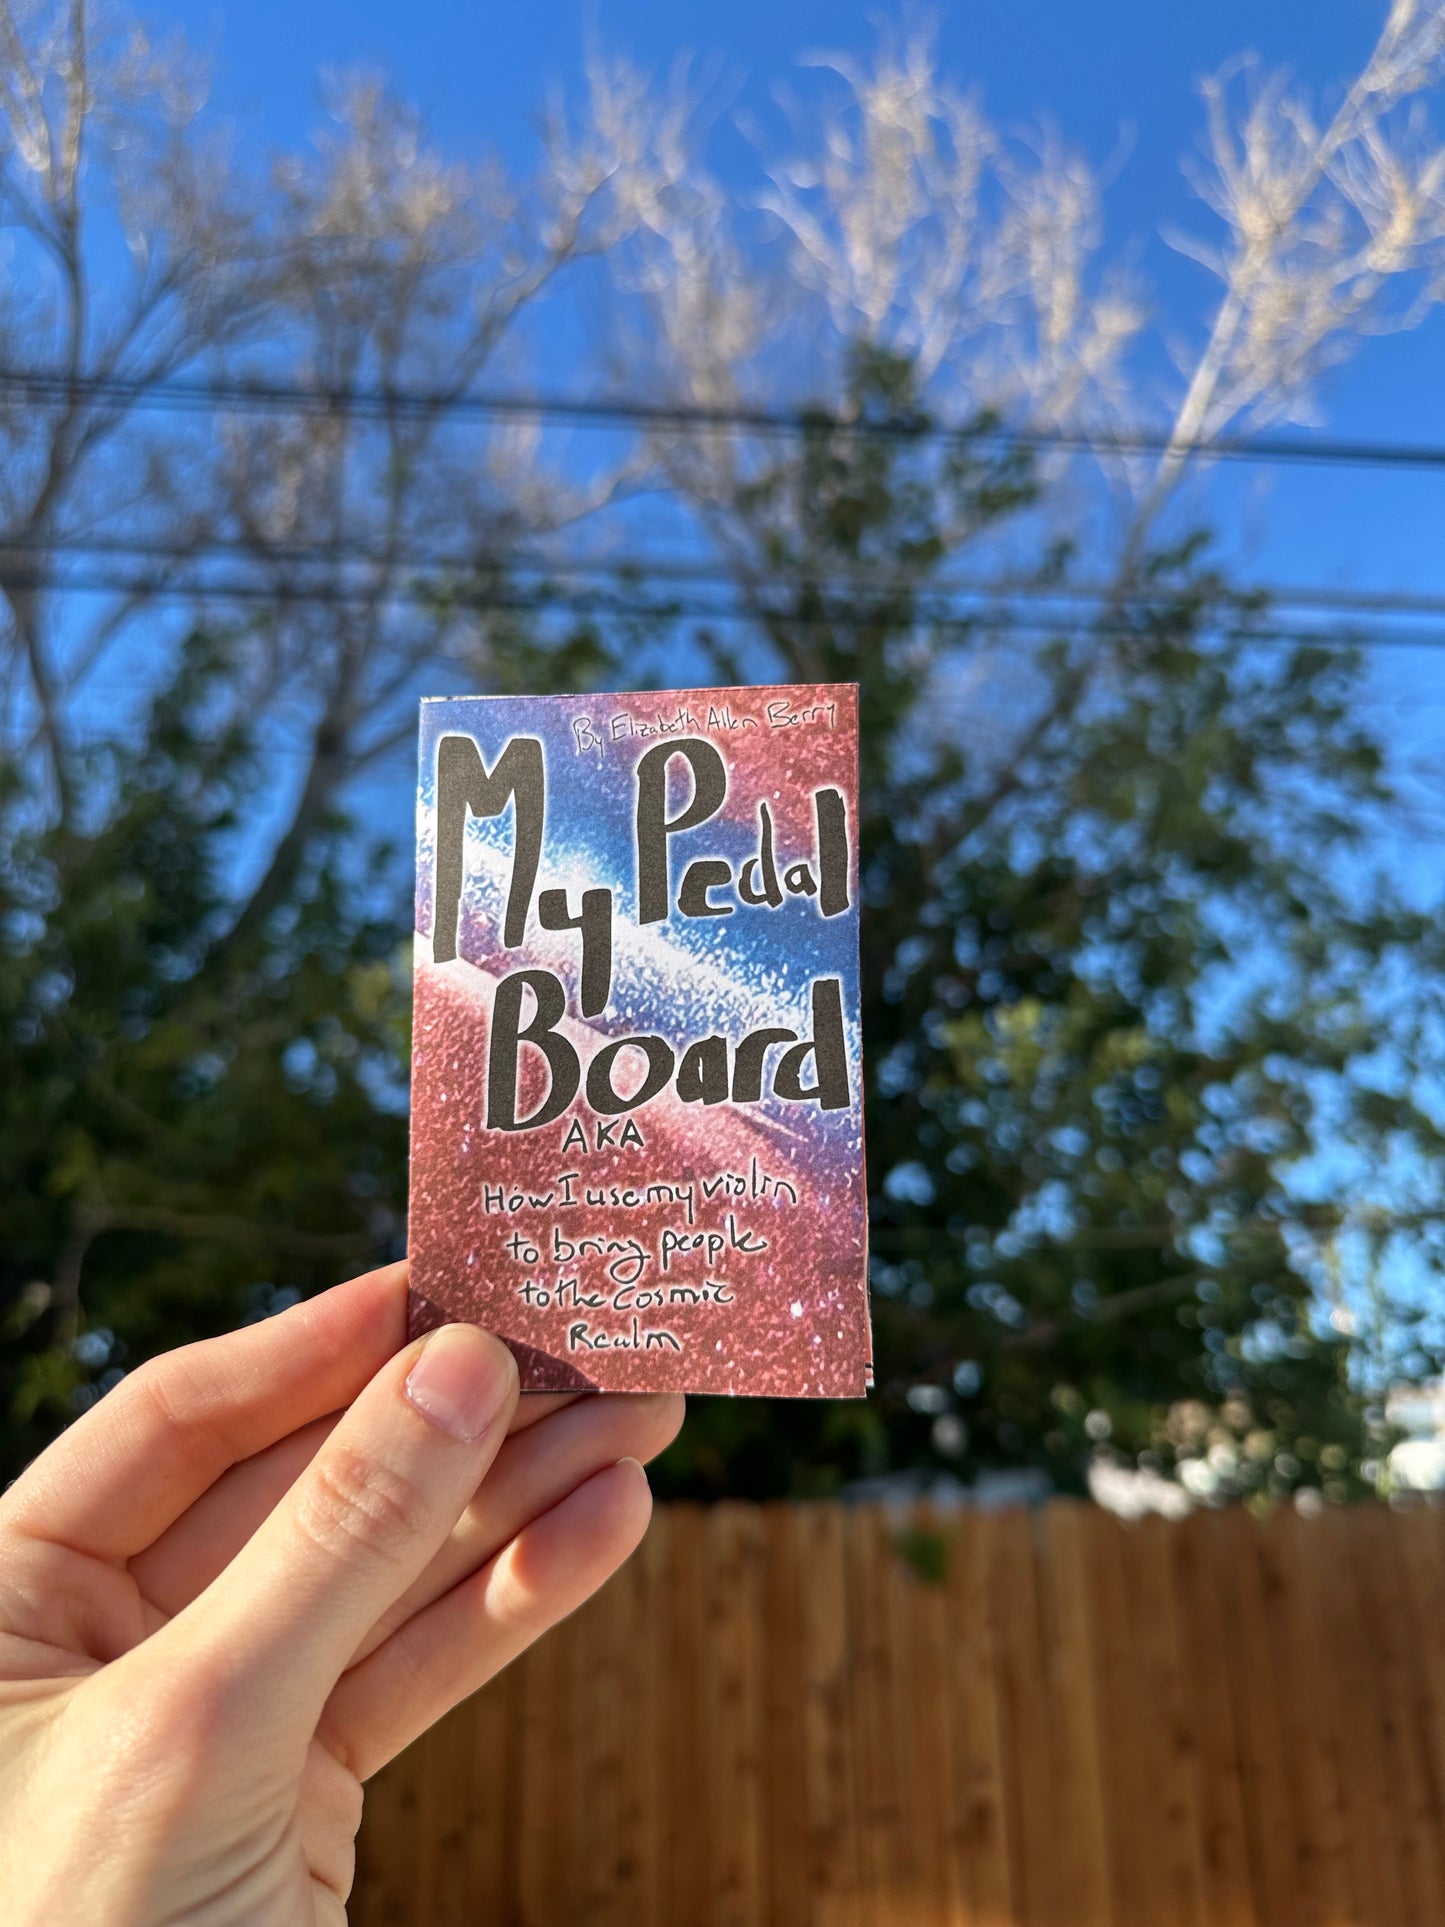 By Elizabeth Allen Berry
My Pedal
Board
AKA
How I use my violin
to bring people
to the Cosmic
Realm